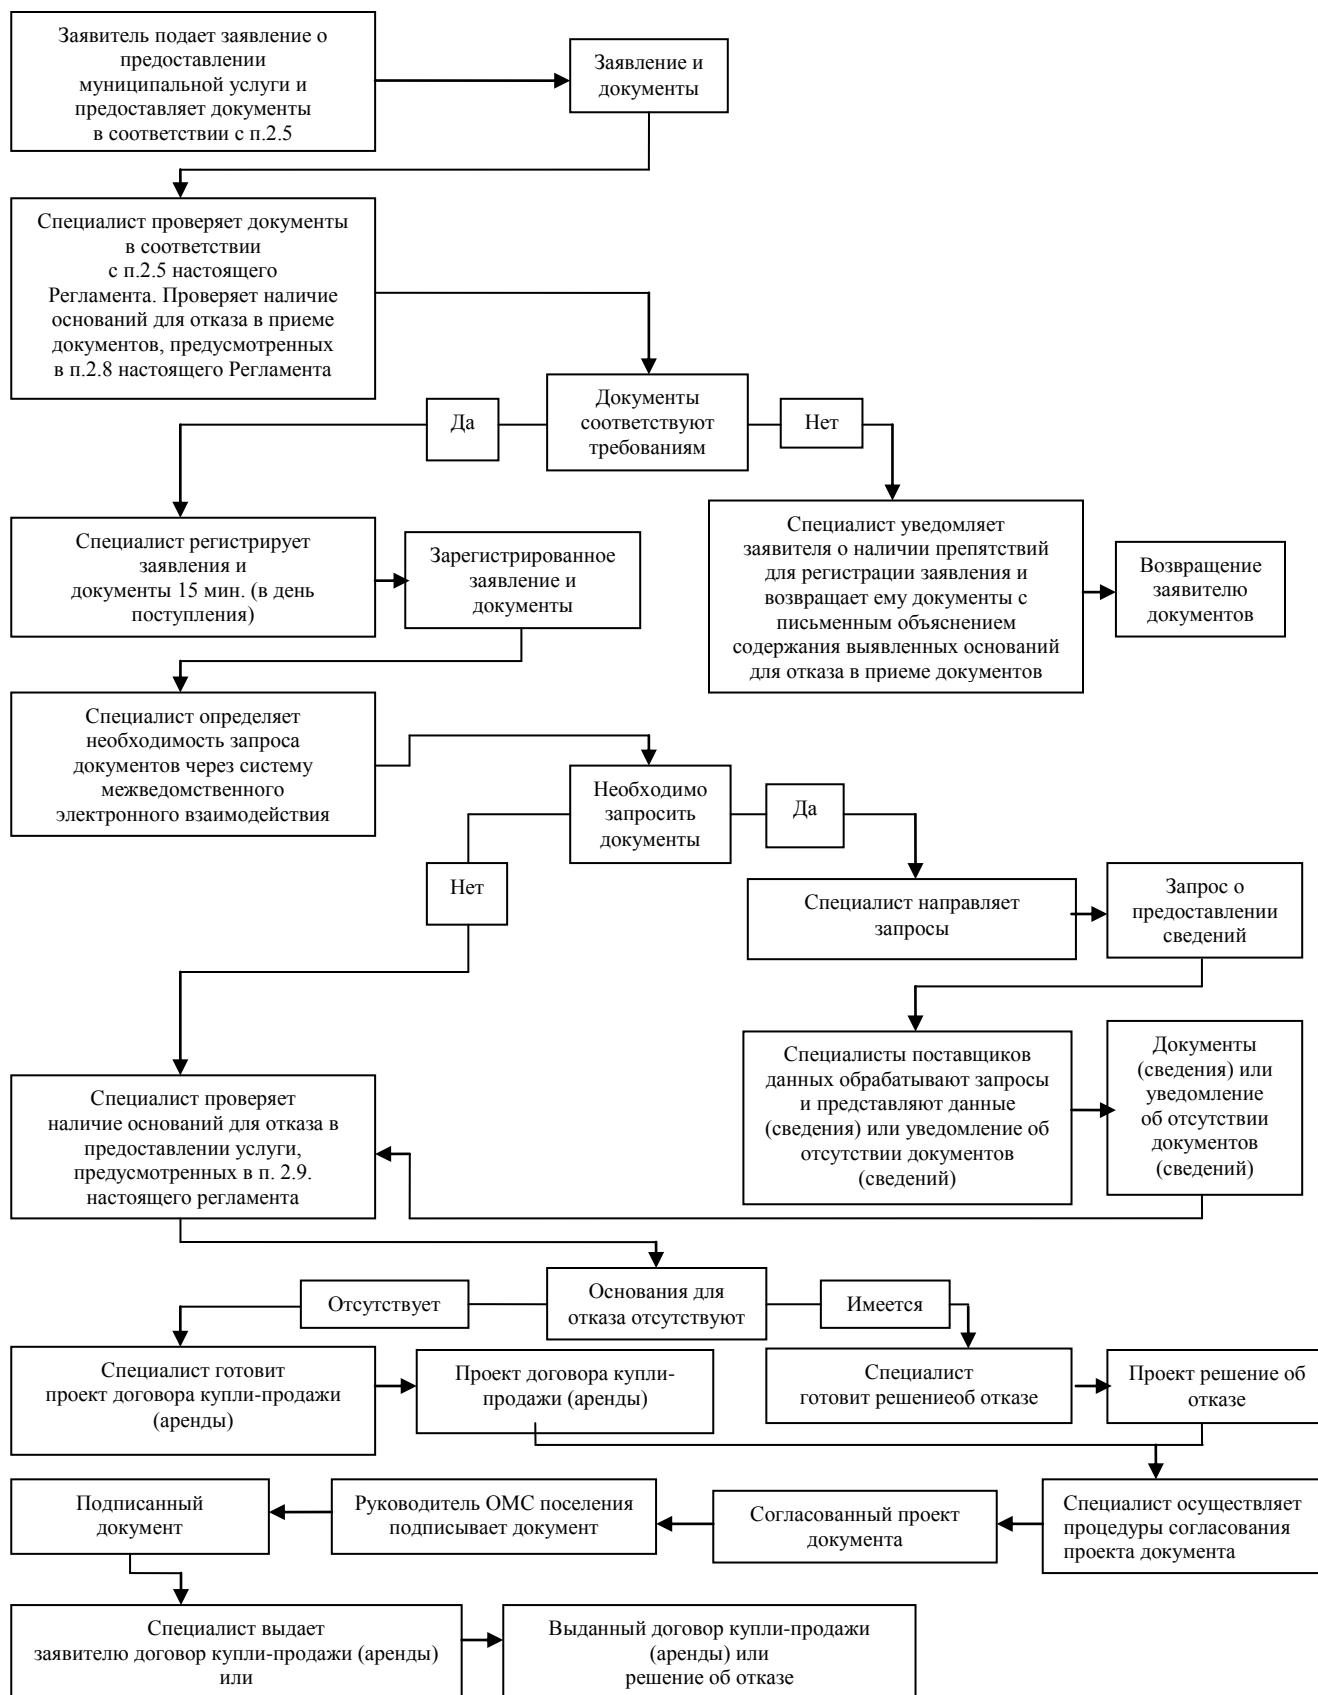 Заявитель подает заявление о
предоставлении
муниципальной услуги и
предоставляет документы
в соответствии с п.2.5
Заявление и
документы
Специалист проверяет документы
в соответствии
с п.2.5 настоящего
Регламента. Проверяет наличие
оснований для отказа в приеме
документов, предусмотренных
в п.2.8 настоящего Регламента
Документы
соответствуют
требованиям
Да
Нет
Специалист регистрирует
заявления и
документы 15 мин. (в день
поступления)
Зарегистрированное
заявление и
документы
Специалист уведомляет
заявителя о наличии препятствий
для регистрации заявления и
возвращает ему документы с
письменным объяснением
содержания выявленных оснований
для отказа в приеме документов
Возвращение
заявителю
документов
Специалист определяет
необходимость запроса
документов через систему
межведомственного
электронного взаимодействия
Необходимо
запросить
документы
Да
Нет
Специалист направляет
запросы
Запрос о
предоставлении
сведений
Специалисты поставщиков
данных обрабатывают запросы
и представляют данные
(сведения) или уведомление об
отсутствии документов
(сведений)
Документы
(сведения) или
уведомление
об отсутствии
документов
(сведений)
Специалист проверяет
наличие оснований для отказа в
предоставлении услуги,
предусмотренных в п. 2.9.
настоящего регламента
Основания для
отказа отсутствуют
Отсутствует
Имеется
Специалист готовит
проект договора купли-продажи
(аренды)
Проект договора купли-
продажи (аренды)
Специалист
готовит решениеоб отказе
Проект решение об
отказе
Специалист осуществляет
процедуры согласования
проекта документа
Согласованный проект
документа
Руководитель ОМС поселения
подписывает документ
Подписанный
документ
Специалист выдает
заявителю договор купли-продажи (аренды)
или
Выданный договор купли-продажи
(аренды) или
решение об отказе